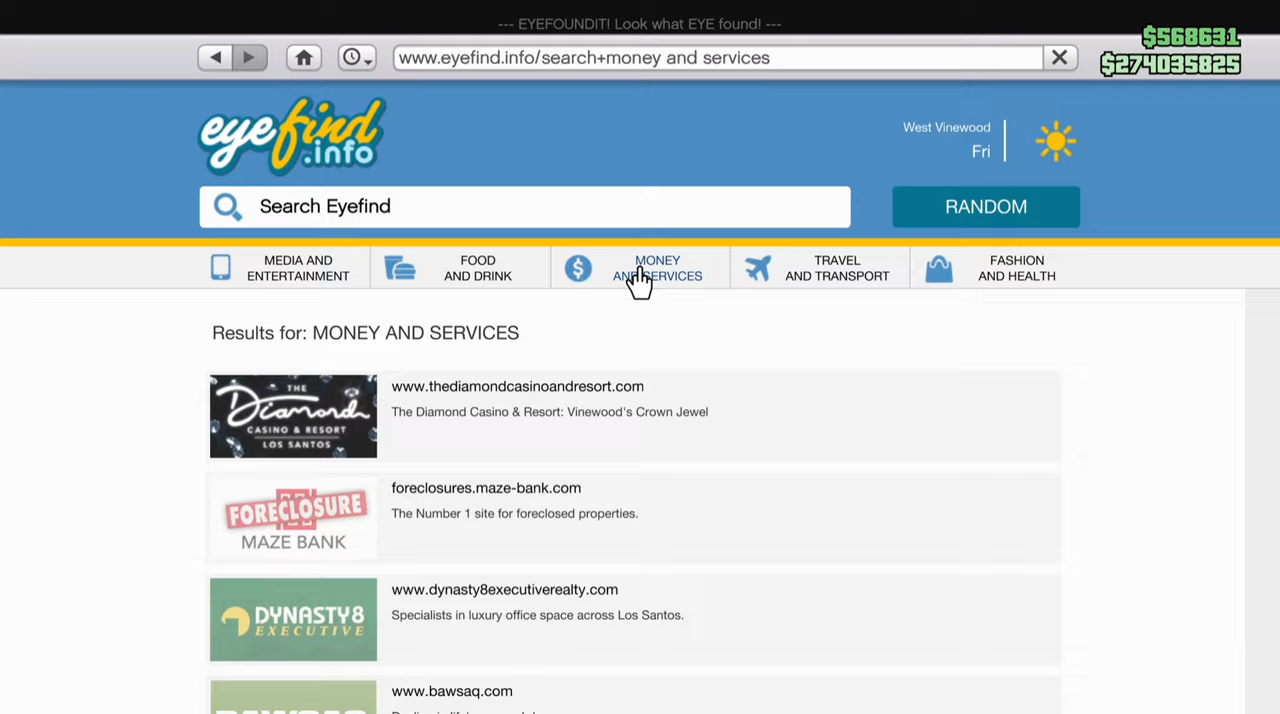 --- EYEFOUNDIT! Look what EYE found! ---
$568631
www.eyefind.info/search+money and services
$274035825
eyefind
.info
West Vinewood
Fri
Search Eyefind
RANDOM
MEDIA AND
ENTERTAINMENT
FOOD
AND DRINK
MONEY
AND SERVICES
TRAVEL
AND TRANSPORT
FASHION
AND HEALTH
Results for: MONEY AND SERVICES
THE
Diamond
CASINO & RESORT
LOS SANTOS
www.thediamondcasinoandresort.com
The Diamond Casino & Resort: Vinewood's Crown Jewel
FORECLOSURE
MAZE BANK
foreclosures.maze-bank.com
The Number 1 site for foreclosed properties.
DYNASTY8
EXECUTIVE
www.dynasty8executiverealty.com
Specialists in luxury office space across Los Santos.
www.bawsaq.com